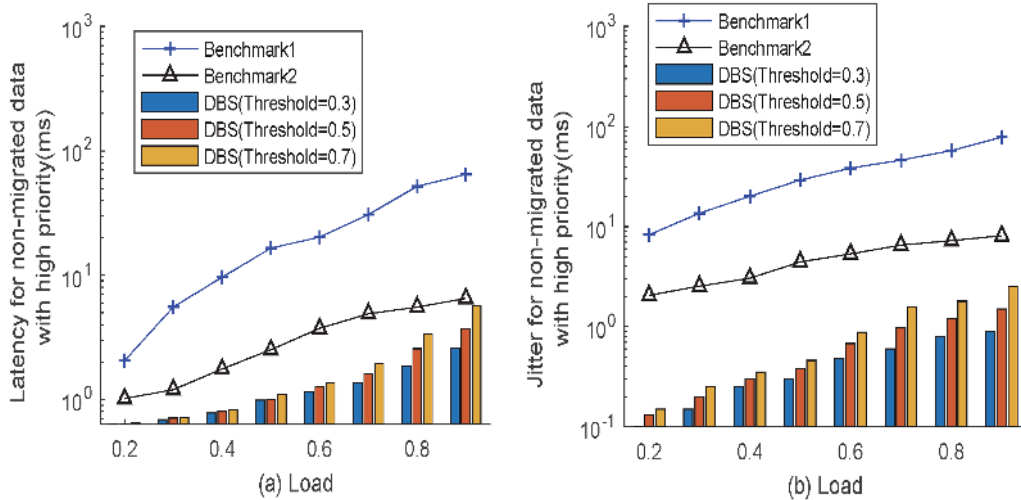 Latency for non-migrated data
with high priority(ms)
10^3
10^2
10^1
10^0
Benchmark1
Benchmark2
DBS(Threshold=0.3)
DBS(Threshold=0.5)
DBS(Threshold=0.7)
0.2 0.4 0.6 0.8
(a) Load
Jitter for non-migrated data
with high priority(ms)
10^3
10^2
10^1
10^0
10^-1
Benchmark1
Benchmark2
DBS(Threshold=0.3)
DBS(Threshold=0.5)
DBS(Threshold=0.7)
0.2 0.4 0.6 0.8
(b) Load